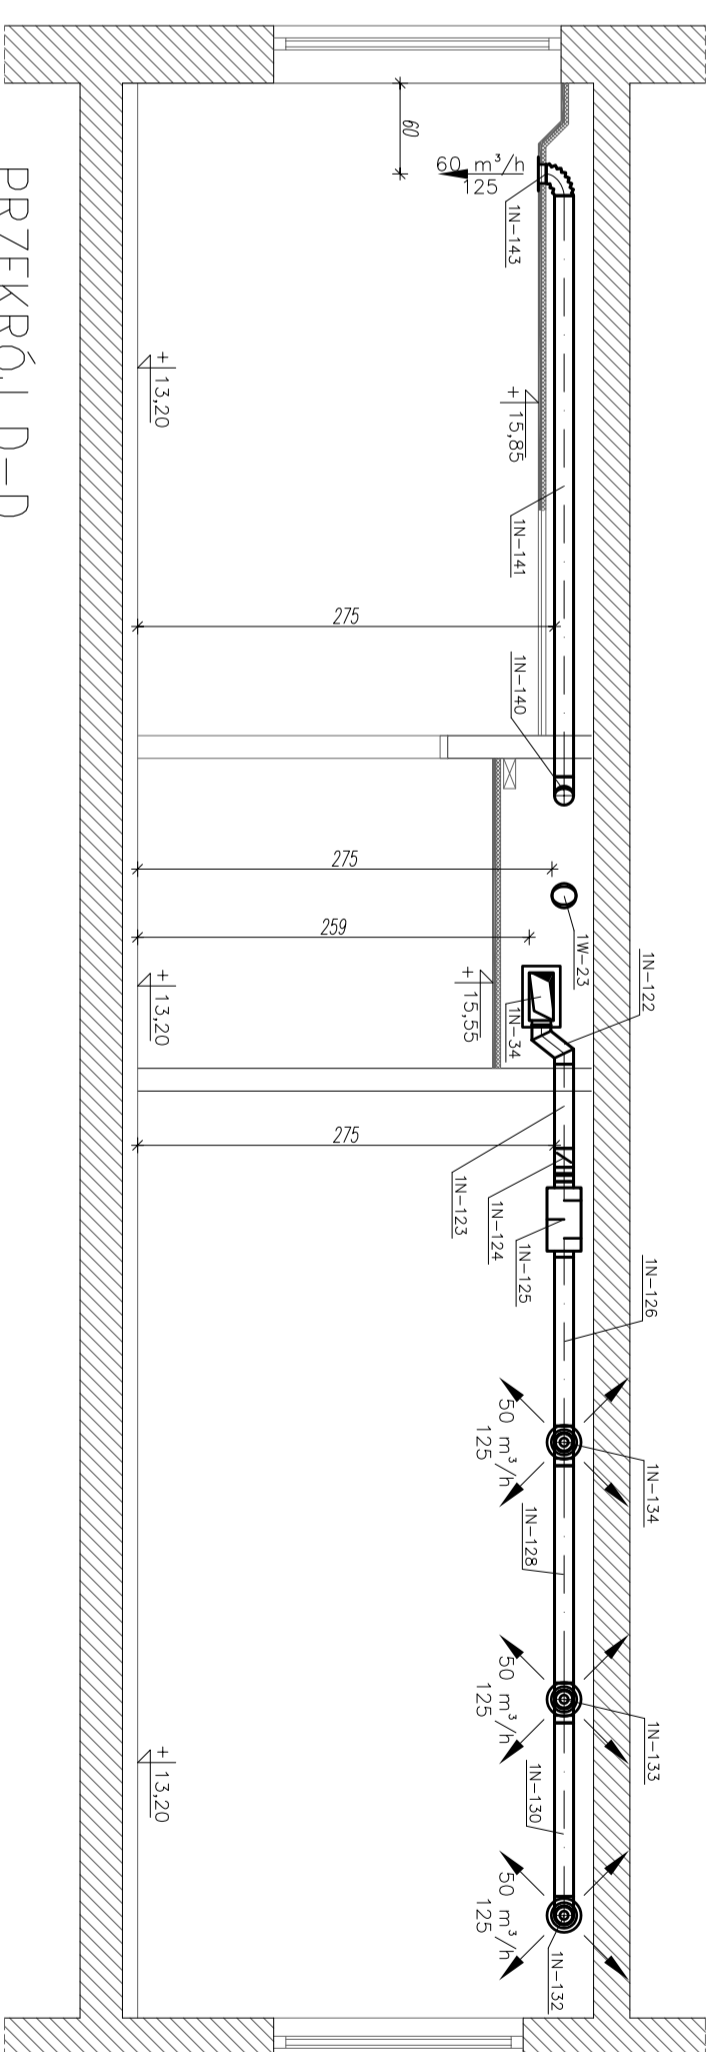 PRZEKRÓJ D-D
60
60 m³/h
125
1N-143
+ 13,20
+ 15,85
1N-141
275
1N-140
275
259
1W-23
1N-122
1N-34
+ 15,55
+ 13,20
275
1N-123
1N-124
1N-125
1N-126
50 m³/h
125
1N-134
1N-128
50 m³/h
125
1N-133
1N-130
+ 13,20
50 m³/h
125
1N-132